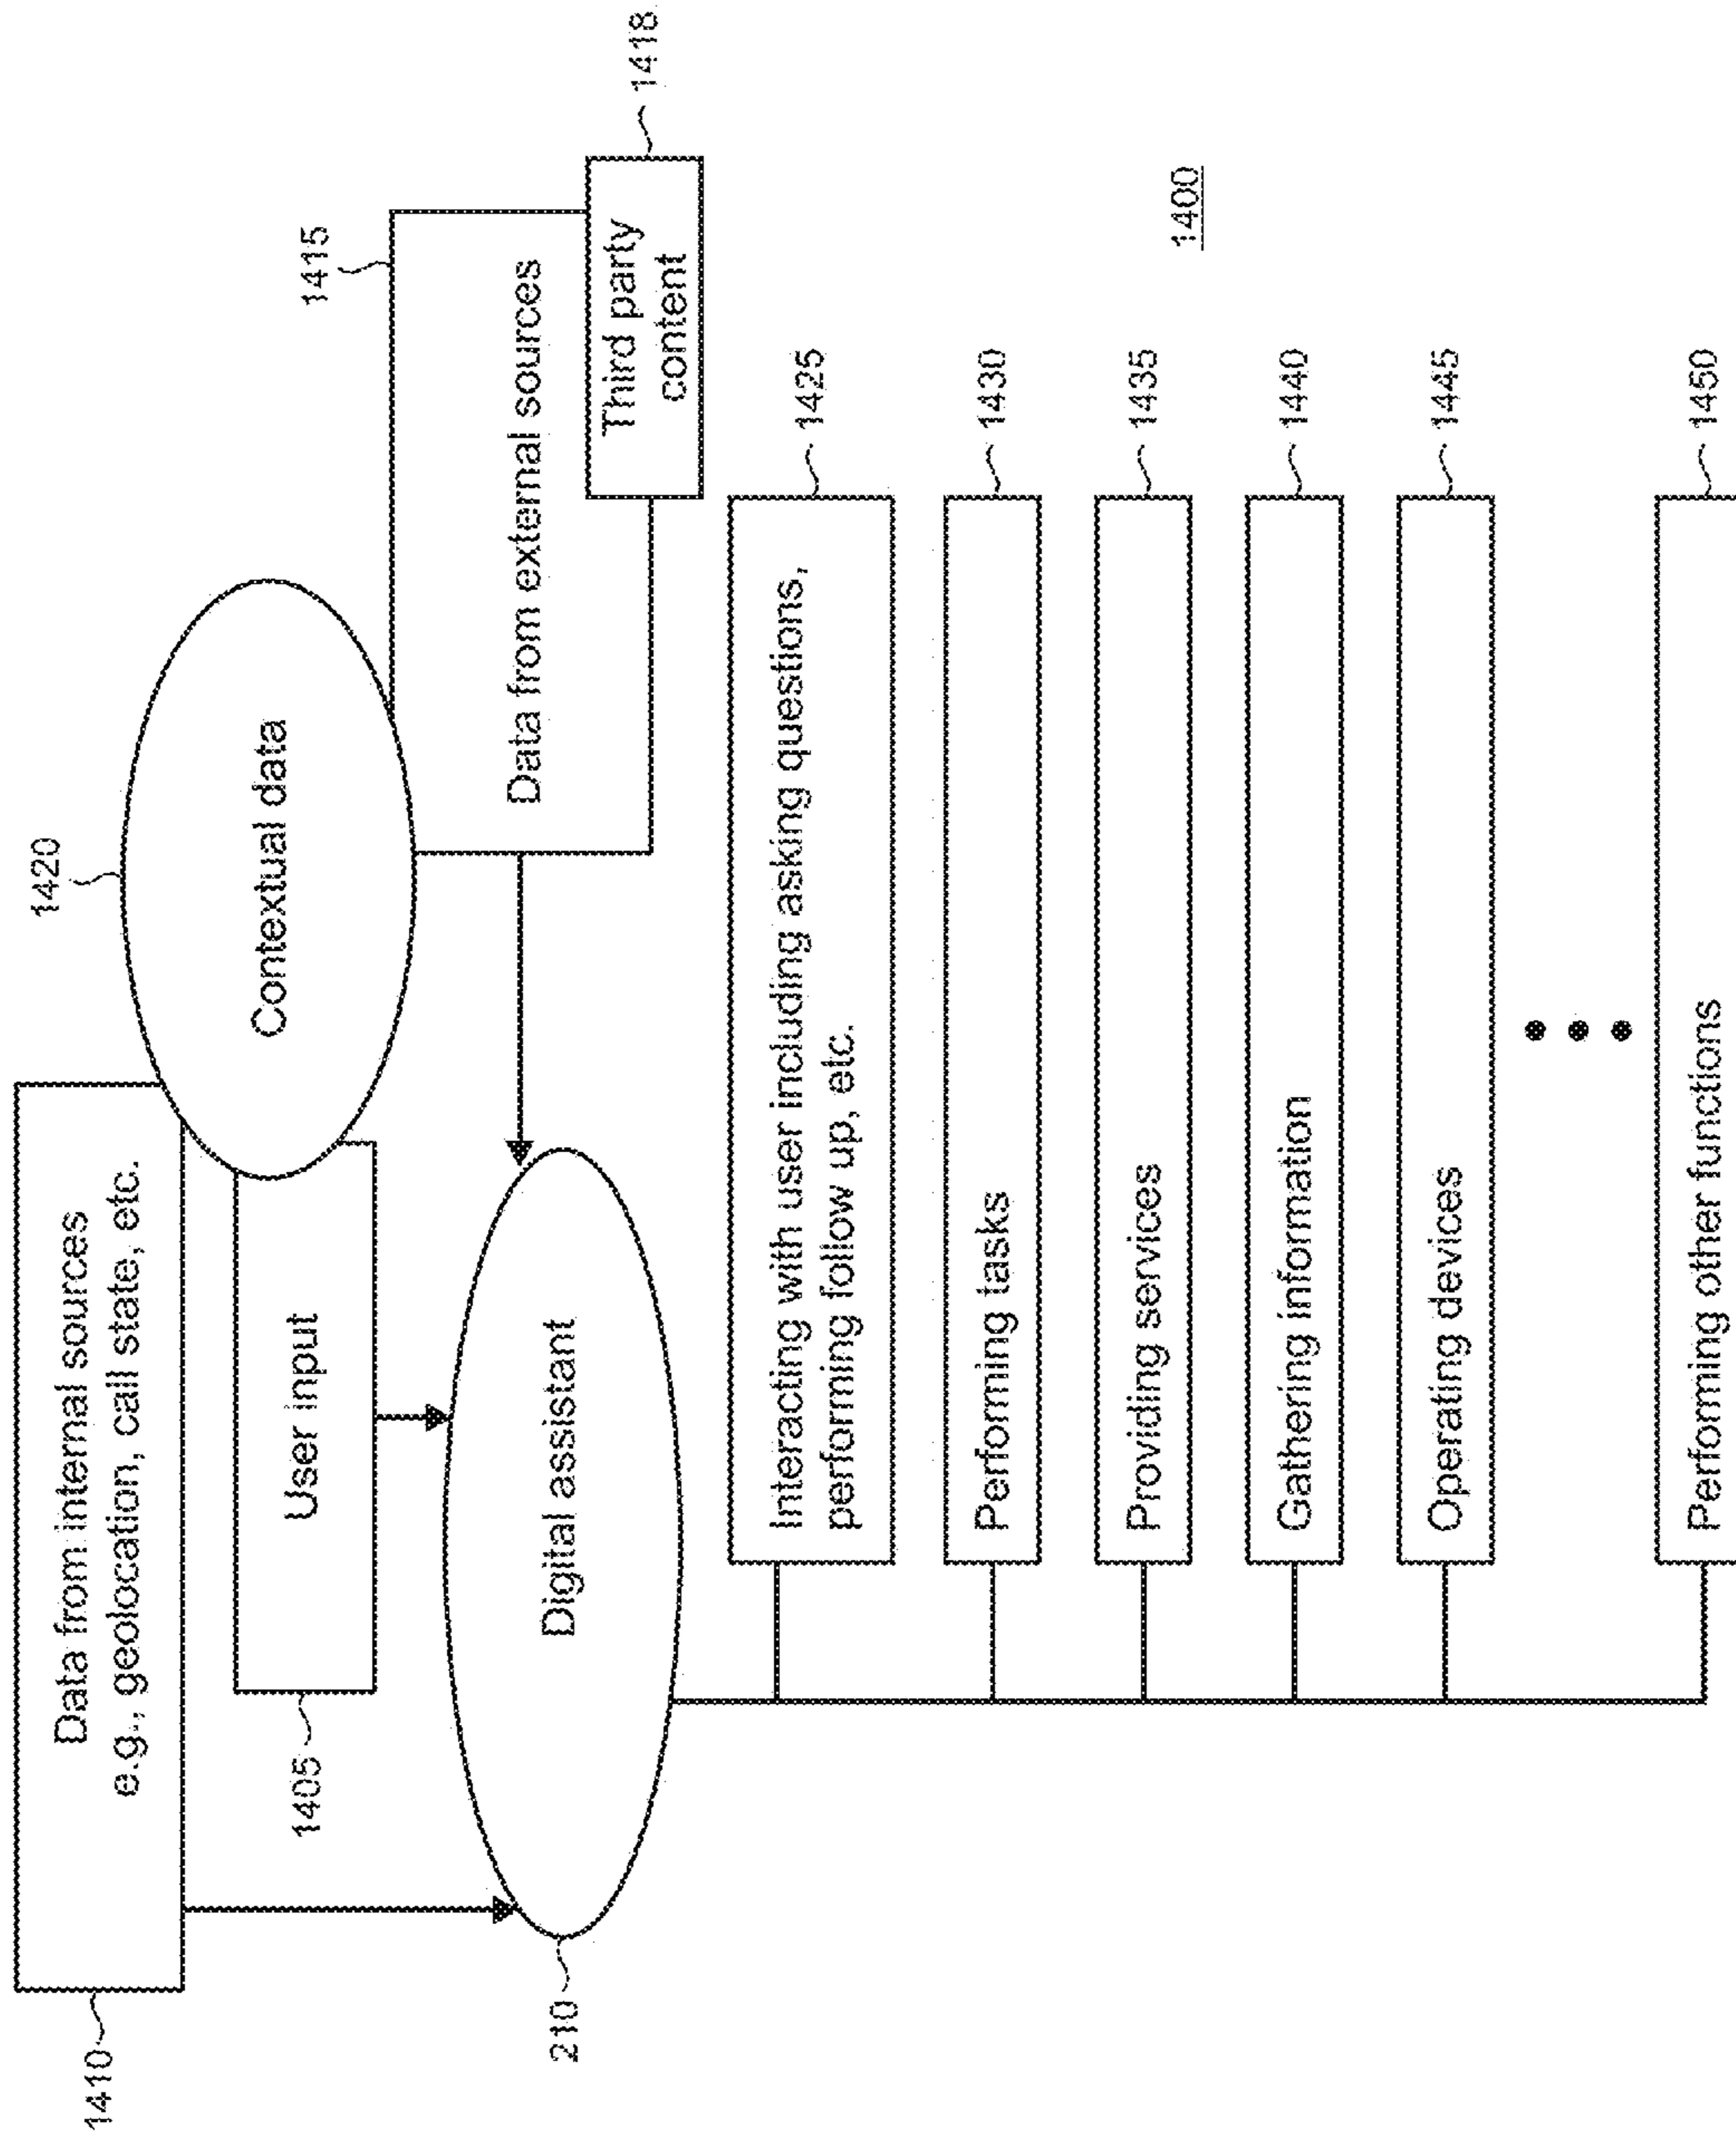 1410
Data from internal sources
e.g., geolocation, call state, etc.
1420
Contextual data
1405
User input
1415
Data from external sources
Third party
content
1418
210
Digital assistant
Interacting with user including asking questions,
performing follow up, etc.
1425
Performing tasks
1430
Providing services
1435
1400
Gathering information
1440
Operating devices
1445
Performing other functions
1450